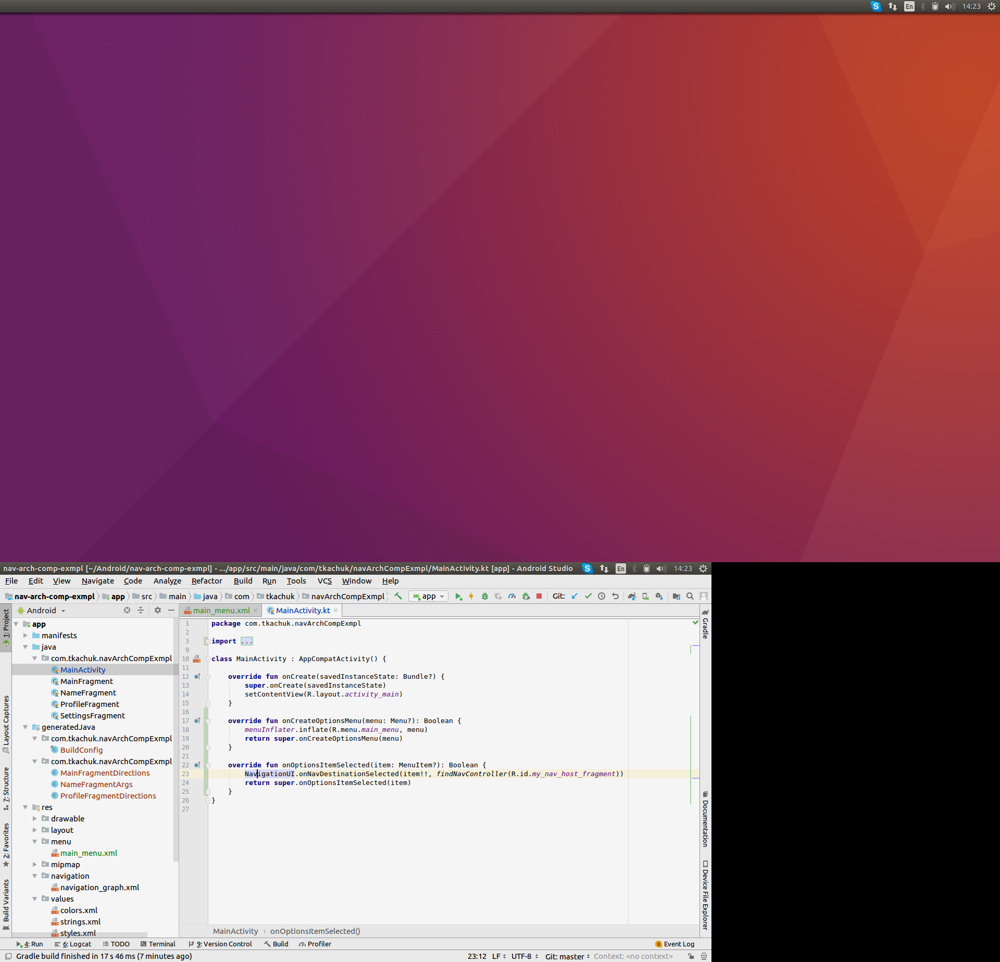 En 14:23
nav-arch-comp-exmpl [~/Android/nav-arch-comp-exmpl] - .../app/src/main/java/com/tkachuk/navArchCompExmpl/MainActivity.kt [app] - Android Studio En 14:23
File Edit View Navigate Code Analyze Refactor Build Run Tools VCS Window Help
nav-arch-comp-exmpl app src main java com tkachuk navArchCompExmpl app Git:
1: Project
Layout Captures
7: Structure
2: Favorites
Build Variants
Android
app
manifests
java
com.tkachuk.navArchCompExmpl
MainActivity
MainFragment
NameFragment
ProfileFragment
SettingsFragment
generatedJava
com.tkachuk.navArchCompExmpl
BuildConfig
com.tkachuk.navArchCompExmpl
MainFragmentDirections
NameFragmentArgs
ProfileFragmentDirections
res
drawable
layout
menu
main_menu.xml
mipmap
navigation
navigation_graph.xml
values
colors.xml
strings.xml
styles.xml
main_menu.xml MainActivity.kt
1 package com.tkachuk.navArchCompExmpl
2
3 import ...
9
10 class MainActivity : AppCompatActivity() {
11
12 override fun onCreate(savedInstanceState: Bundle?) {
13 super.onCreate(savedInstanceState)
14 setContentView(R.layout.activity_main)
15 }
16
17 override fun onCreateOptionsMenu(menu: Menu?): Boolean {
18 menuInflater.inflate(R.menu.main_menu, menu)
19 return super.onCreateOptionsMenu(menu)
20 }
21
22 override fun onOptionsItemSelected(item: MenuItem?): Boolean {
23 NavigationUI.onNavDestinationSelected(item!!, findNavController(R.id.my_nav_host_fragment))
24 return super.onOptionsItemSelected(item)
25 }
26 }
27
MainActivity › onOptionsItemSelected()
Gradle
Documentation
Device File Explorer
4: Run 6: Logcat TODO Terminal 9: Version Control Build Profiler 3 Event Log
Gradle build finished in 17 s 46 ms (7 minutes ago) 23:12 LF UTF-8 Git: master Context: <no context>